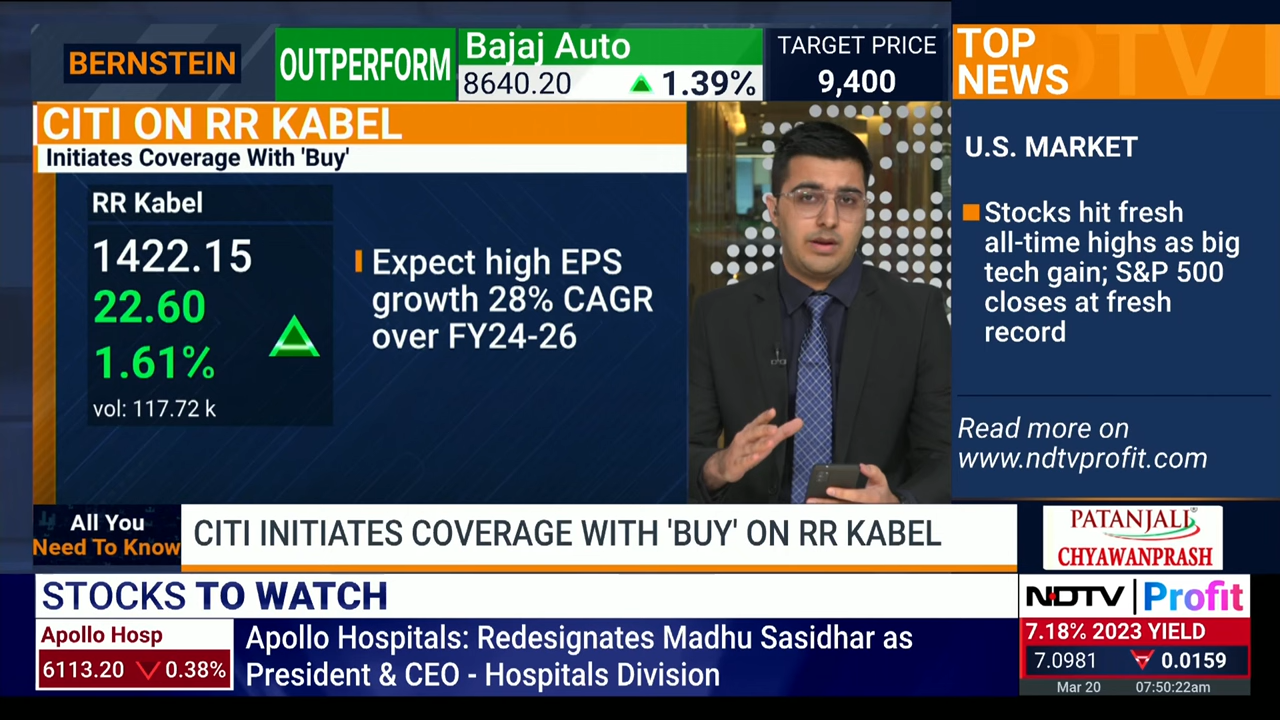 BERNSTEIN
OUTPERFORM
Bajaj Auto
8640.20 1.39%
TARGET PRICE
9,400
TOP
NEWS
CITI ON RR KABEL
Initiates Coverage With 'Buy'
RR Kabel
1422.15
22.60
1.61%
vol: 117.72 k
Expect high EPS
growth 28% CAGR
over FY24-26
U.S. MARKET
Stocks hit fresh
all-time highs as big
tech gain; S&P 500
closes at fresh
record
Read more on
www.ndtvprofit.com
All You
Need To Know
CITI INITIATES COVERAGE WITH 'BUY' ON RR KABEL
PATANJALI
CHYAWANPRASH
STOCKS TO WATCH
NDTV Profit
Apollo Hosp
6113.20 0.38%
Apollo Hospitals: Redesignates Madhu Sasidhar as
President & CEO - Hospitals Division
7.18% 2023 YIELD
7.0981 0.0159
Mar 20 07:50:22am